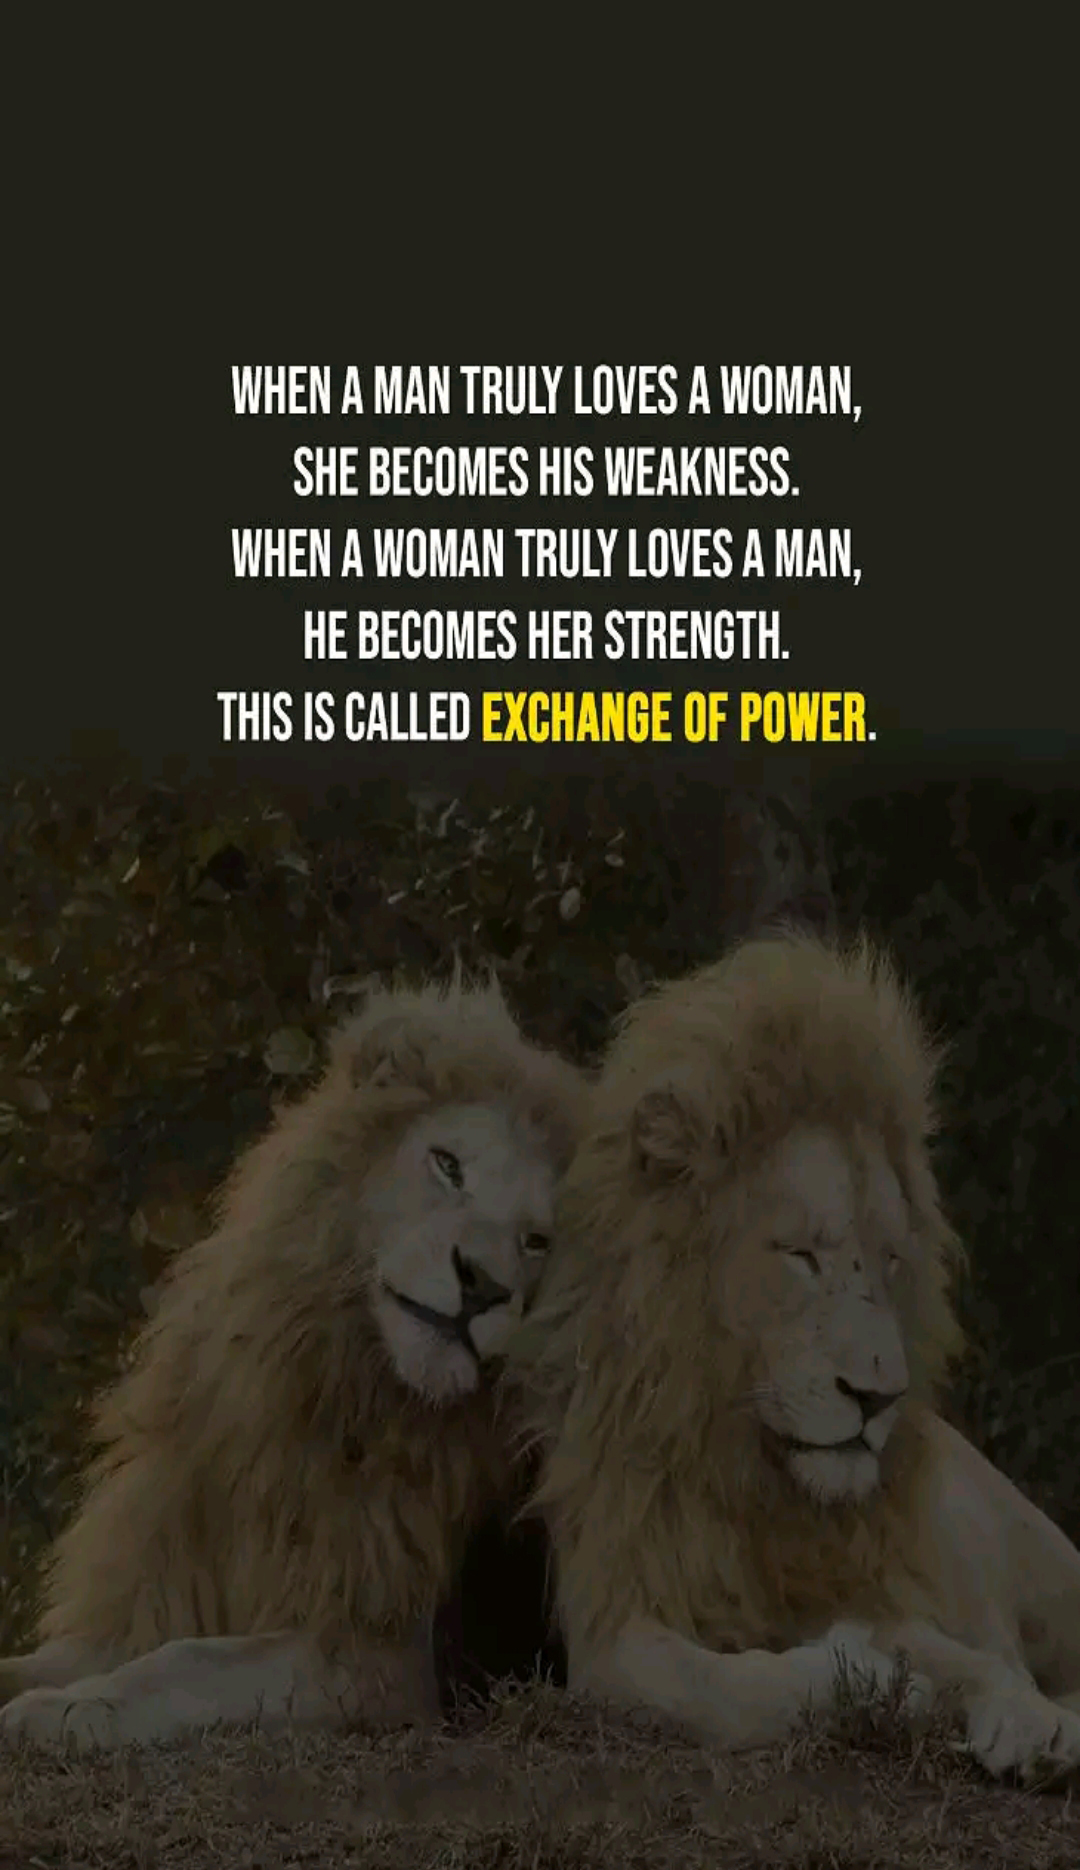 WHEN A MAN TRULY LOVES A WOMAN,
SHE BECOMES HIS WEAKNESS.
WHEN A WOMAN TRULY LOVES A MAN,
HE BECOMES HER STRENGTH.
THIS IS CALLED EXCHANGE OF POWER.